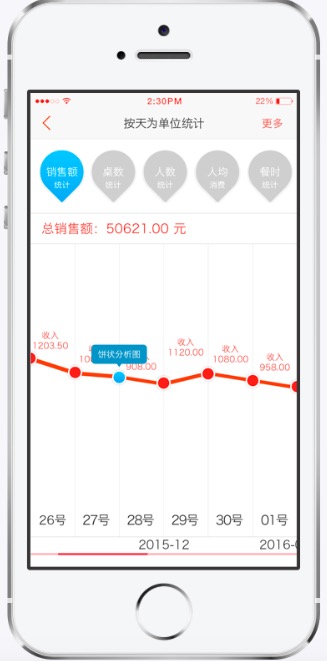 2:30PM
22%
按天为单位统计
更多
销售额
统计
桌数
统计
人数
统计
人均
消费
餐时
统计
总销售额：50621.00 元
收入
1203.50
收
饼状分析图
908.00
收入
1120.00
收入
1080.00
收入
958.00
26号 27号 28号 29号 30号 01号
2015-12 2016-